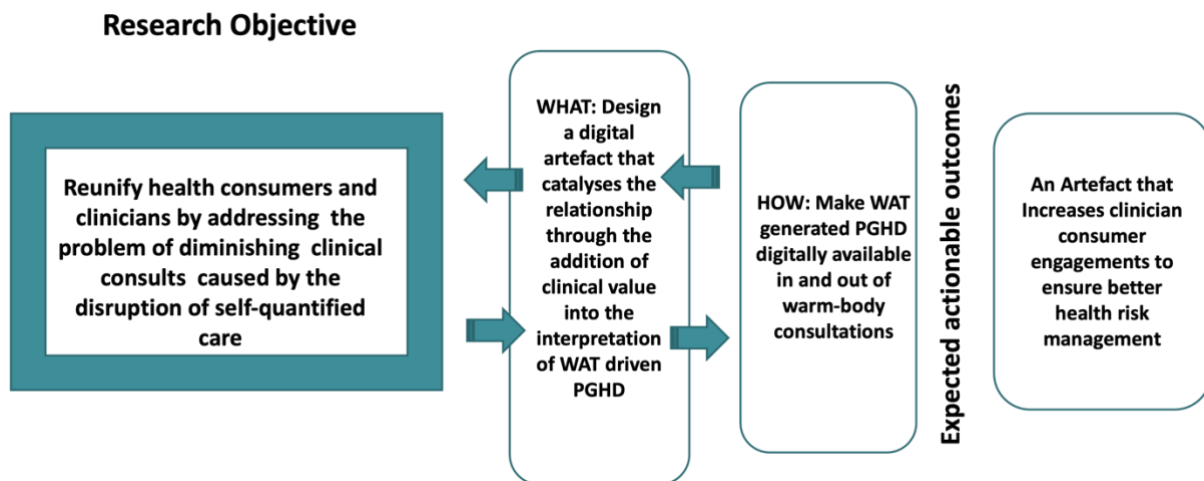 Research Objective
Reunify health consumers and
clinicians by addressing the
problem of diminishing clinical
consults caused by the
disruption of self-quantified
care
WHAT: Design
a digital
artefact that
catalyses the
relationship
through the
addition of
clinical value
into the
interpretation
of WAT driven
PGHD
HOW: Make WAT
generated PGHD
digitally available
in and out of
warm-body
consultations
Expected actionable outcomes
An Artefact that
Increases clinician
consumer
engagements to
ensure better
health risk
management